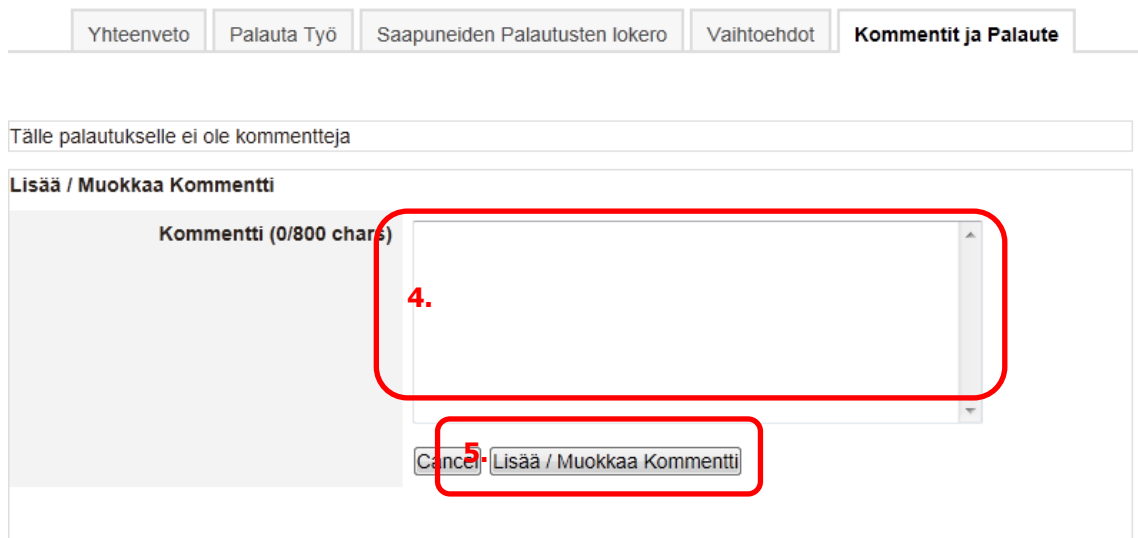 Yhteenveto Palauta Työ Saapuneiden Palautusten lokero Vaihtoehdot Kommentit ja Palaute
Tälle palautukselle ei ole kommentteja
Lisää / Muokkaa Kommentti
Kommentti (0/800 chars)
4.
5.
Cancel Lisää / Muokkaa Kommentti